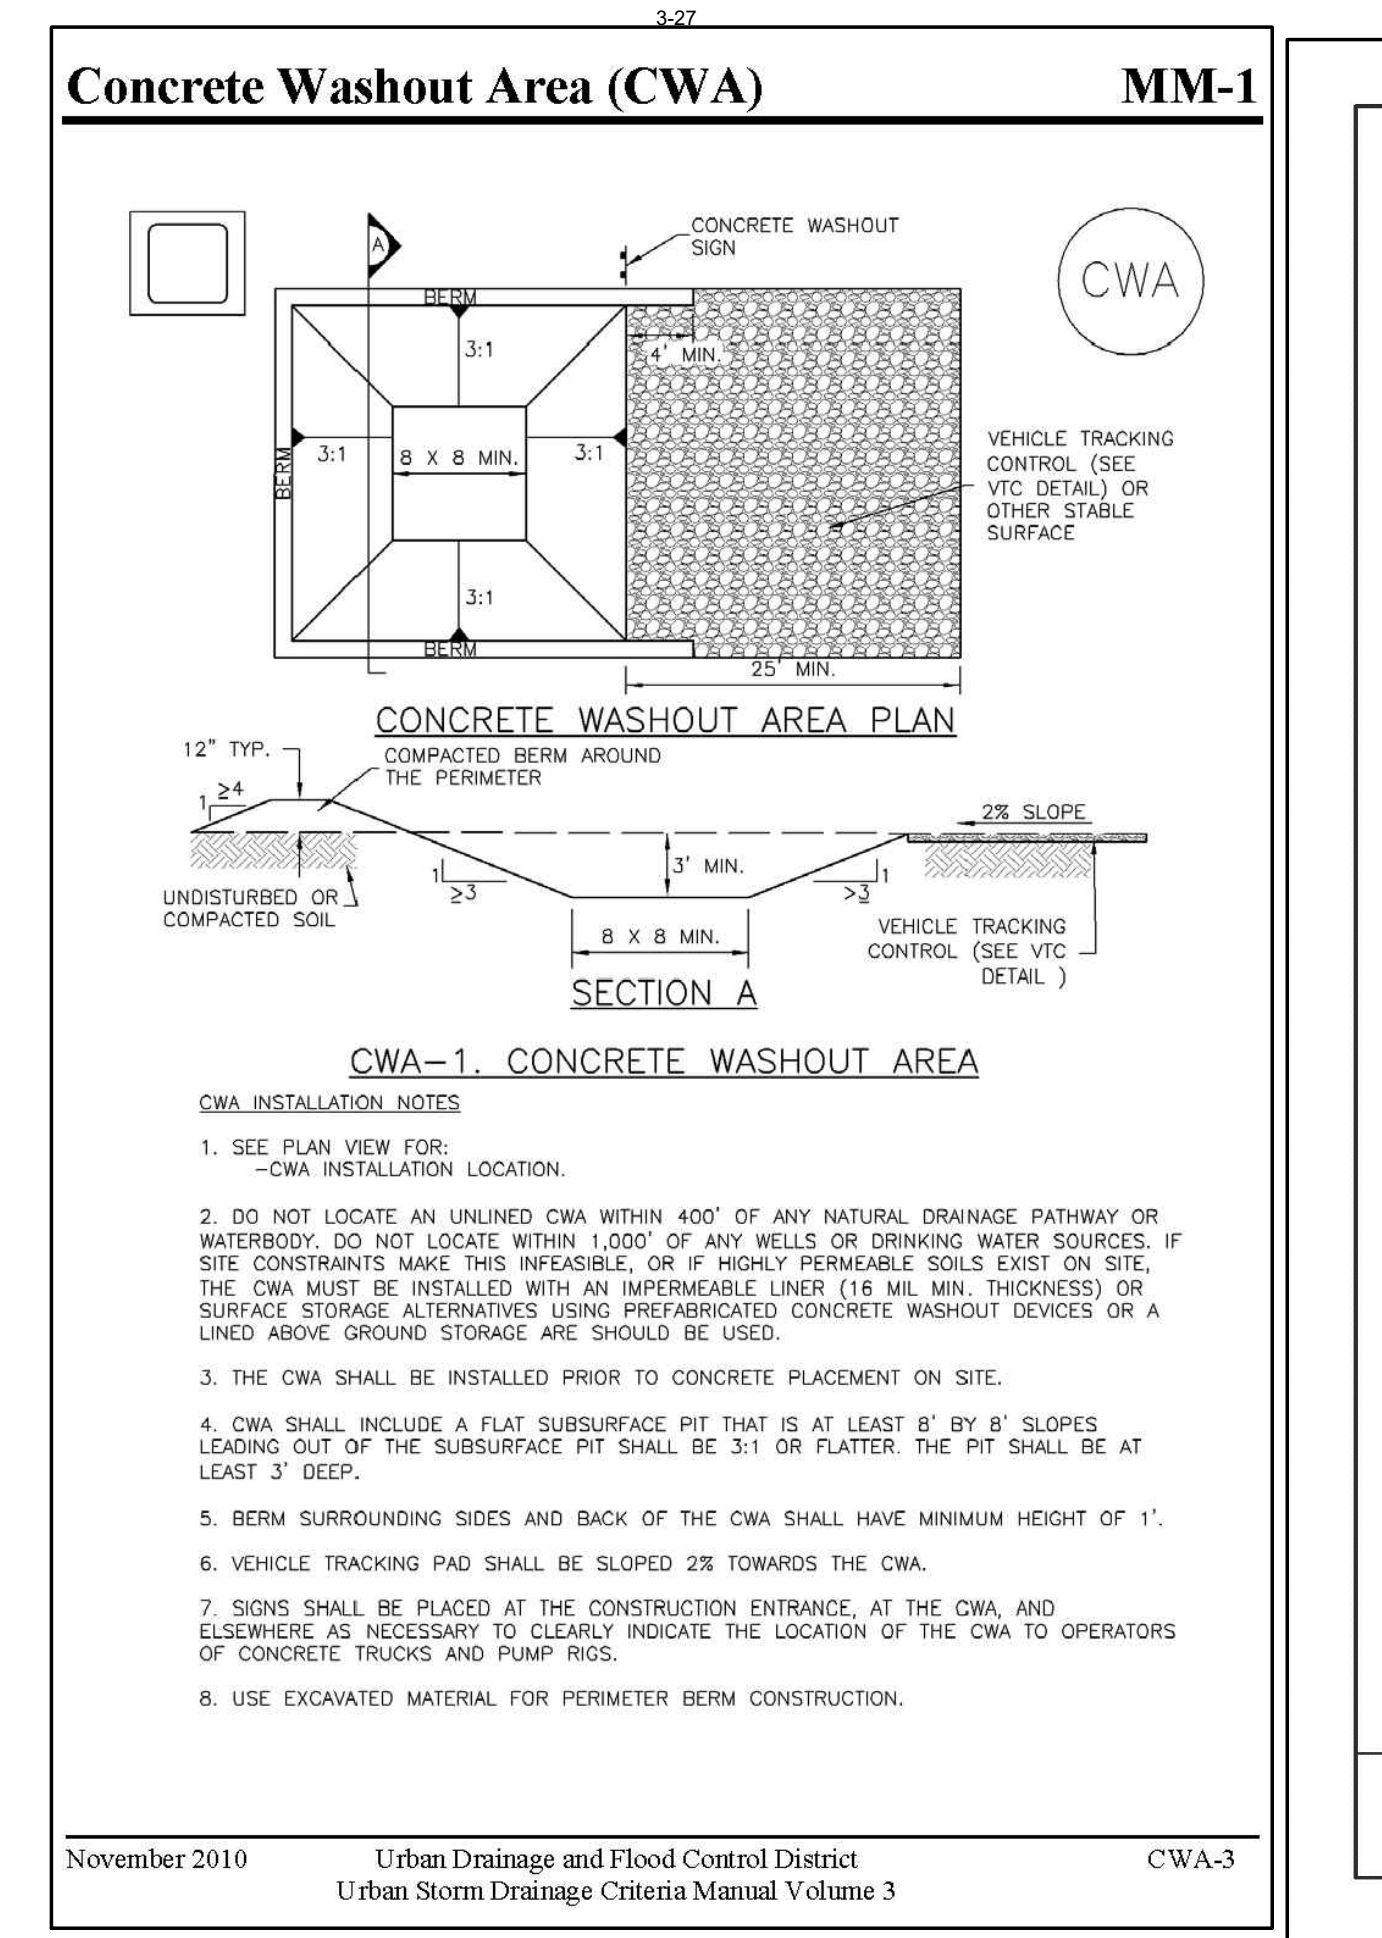 3-27
Concrete Washout Area (CWA) MM-1
CONCRETE WASHOUT
SIGN
A
CWA
BERM
3:1
4' MIN.
VEHICLE TRACKING
CONTROL (SEE
VTC DETAIL) OR
OTHER STABLE
SURFACE
BERM
3:1
8 X 8 MIN.
3:1
3:1
BERM
25' MIN.
CONCRETE WASHOUT AREA PLAN
12" TYP.
COMPACTED BERM AROUND
THE PERIMETER
1
≥4
2% SLOPE
3' MIN.
1
≥3
>3
1
UNDISTURBED OR
COMPACTED SOIL
8 X 8 MIN.
VEHICLE TRACKING
CONTROL (SEE VTC
DETAIL )
SECTION A
CWA-1. CONCRETE WASHOUT AREA
CWA INSTALLATION NOTES
1. SEE PLAN VIEW FOR:
-CWA INSTALLATION LOCATION.
2. DO NOT LOCATE AN UNLINED CWA WITHIN 400' OF ANY NATURAL DRAINAGE PATHWAY OR
WATERBODY. DO NOT LOCATE WITHIN 1,000' OF ANY WELLS OR DRINKING WATER SOURCES. IF
SITE CONSTRAINTS MAKE THIS INFEASIBLE, OR IF HIGHLY PERMEABLE SOILS EXIST ON SITE,
THE CWA MUST BE INSTALLED WITH AN IMPERMEABLE LINER (16 MIL MIN. THICKNESS) OR
SURFACE STORAGE ALTERNATIVES USING PREFABRICATED CONCRETE WASHOUT DEVICES OR A
LINED ABOVE GROUND STORAGE ARE SHOULD BE USED.
3. THE CWA SHALL BE INSTALLED PRIOR TO CONCRETE PLACEMENT ON SITE.
4. CWA SHALL INCLUDE A FLAT SUBSURFACE PIT THAT IS AT LEAST 8' BY 8' SLOPES
LEADING OUT OF THE SUBSURFACE PIT SHALL BE 3:1 OR FLATTER. THE PIT SHALL BE AT
LEAST 3' DEEP.
5. BERM SURROUNDING SIDES AND BACK OF THE CWA SHALL HAVE MINIMUM HEIGHT OF 1'.
6. VEHICLE TRACKING PAD SHALL BE SLOPED 2% TOWARDS THE CWA.
7. SIGNS SHALL BE PLACED AT THE CONSTRUCTION ENTRANCE, AT THE CWA, AND
ELSEWHERE AS NECESSARY TO CLEARLY INDICATE THE LOCATION OF THE CWA TO OPERATORS
OF CONCRETE TRUCKS AND PUMP RIGS.
8. USE EXCAVATED MATERIAL FOR PERIMETER BERM CONSTRUCTION.
November 2010 Urban Drainage and Flood Control District CWA-3
Urban Storm Drainage Criteria Manual Volume 3